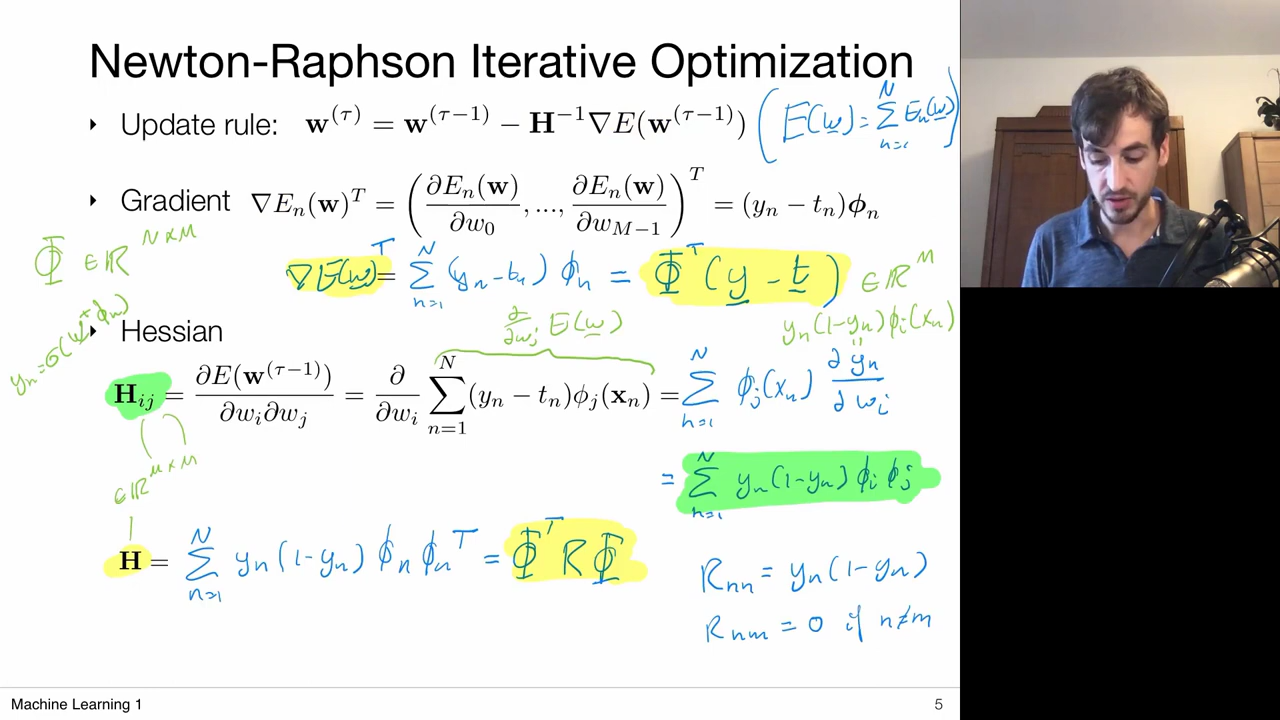 Newton-Raphson Iterative Optimization
‣ Update rule: w^(τ) = w^(τ−1) − H^−1 ∇E(w^(τ−1)) ( E(w) = Σ_{n=1}^N E_n(w) )
‣ Gradient ∇E_n(w)^T = ( ∂E_n(w)/∂w_0 , ..., ∂E_n(w)/∂w_{M−1} )^T = (y_n − t_n)ϕ_n
Φ ∈ ℝ^{N×M}
∇E(w)^T = Σ_{n=1}^N (y_n − t_n) ϕ_n = Φ^T (y − t) ∈ ℝ^M
y_n = σ(w^T ϕ_n)
‣ Hessian
∂/∂w_j E(w)
y_n(1−y_n)ϕ_i(x_n)
H_ij = ∂E(w^(τ−1))/∂w_i∂w_j = ∂/∂w_i Σ_{n=1}^N (y_n − t_n)ϕ_j(x_n) = Σ_{n=1}^N ϕ_j(x_n) ∂y_n/∂w_i
∈ ℝ^{M×M}
= Σ_{n=1}^N y_n(1−y_n) ϕ_i ϕ_j
H = Σ_{n=1}^N y_n(1−y_n) ϕ_n ϕ_n^T = Φ^T R Φ
R_nn = y_n(1−y_n)
R_nm = 0 if n≠m
Machine Learning 1
5